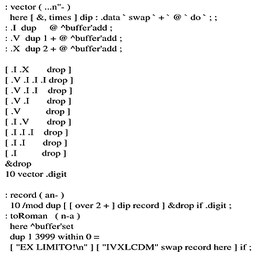 : vector ( ...n"- )
here [ &, times ] dip : .data ` swap ` + ` @ ` do ` ; ;
: .I dup @ ^buffer'add ;
: .V dup 1 + @ ^buffer'add ;
: .X dup 2 + @ ^buffer'add ;
[ .I .X drop ]
[ .V .I .I .I drop ]
[ .V .I .I drop ]
[ .V .I drop ]
[ .V drop ]
[ .I .V drop ]
[ .I .I .I drop ]
[ .I .I drop ]
[ .I drop ]
&drop
10 vector .digit
: record ( an- )
10 /mod dup [ [ over 2 + ] dip record ] &drop if .digit ;
: toRoman ( n-a )
here ^buffer'set
dup 1 3999 within 0 =
[ "EX LIMITO!\n" ] [ "IVXLCDM" swap record here ] if ;